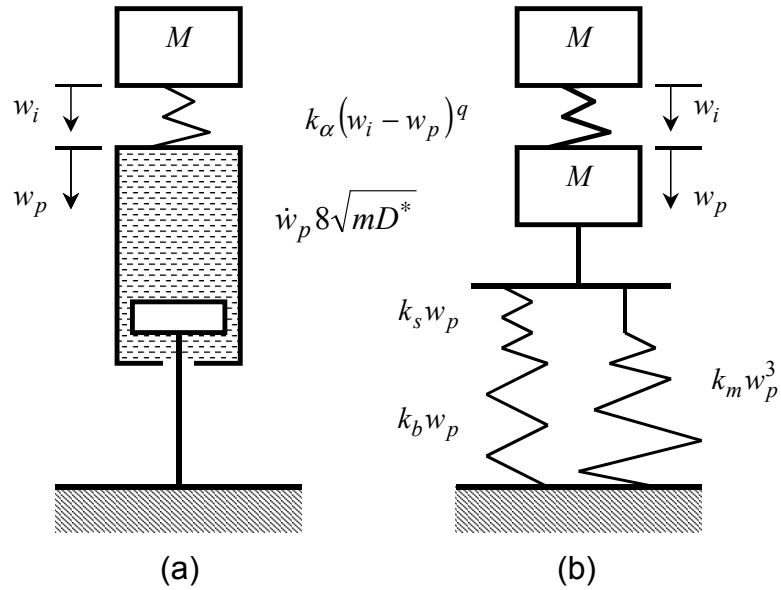 M
w_i
w_p
k_α(w_i − w_p)^q
ẇ_p 8√(mD^*)
(a)
M
w_i
M
w_p
k_s w_p
k_b w_p
k_m w_p^3
(b)